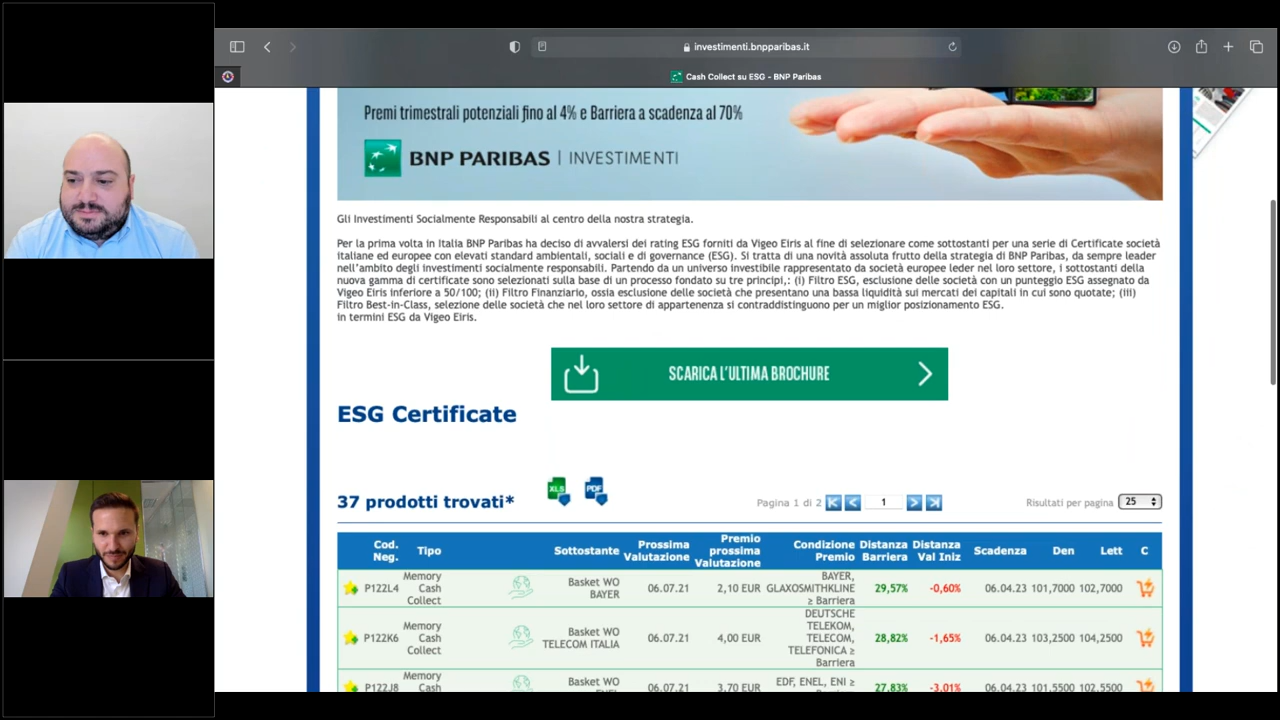 investimenti.bnpparibas.it
Cash Collect su ESG - BNP Paribas
Premi trimestrali potenziali fino al 4% e Barriera a scadenza al 70%
BNP PARIBAS | INVESTIMENTI
Gli Investimenti Socialmente Responsabili al centro della nostra strategia.
Per la prima volta in Italia BNP Paribas ha deciso di avvalersi dei rating ESG forniti da Vigeo Eiris al fine di selezionare come sottostanti per una serie di Certificate società
italiane ed europee con elevati standard ambientali, sociali e di governance (ESG). Si tratta di una novità assoluta frutto della strategia di BNP Paribas, da sempre leader
nell'ambito degli investimenti socialmente responsabili. Partendo da un universo investibile rappresentato da società europee leder nel loro settore, i sottostanti della
nuova gamma di certificate sono selezionati sulla base di un processo fondato su tre principi,: (i) Filtro ESG, esclusione delle società con un punteggio ESG assegnato da
Vigeo Eiris inferiore a 50/100; (ii) Filtro Finanziario, ossia esclusione delle società che presentano una bassa liquidità sui mercati dei capitali in cui sono quotate; (iii)
Filtro Best-in-Class, selezione delle società che nel loro settore di appartenenza si contraddistinguono per un miglior posizionamento ESG.
in termini ESG da Vigeo Eiris.
SCARICA L'ULTIMA BROCHURE
ESG Certificate
37 prodotti trovati*
XLS
PDF
Pagina 1 di 2
1
Risultati per pagina 25
Cod. Neg. Tipo Sottostante Prossima Valutazione Premio prossima Valutazione Condizione Premio Distanza Barriera Distanza Val Iniz Scadenza Den Lett C
P122L4 Memory Cash Collect Basket WO BAYER 06.07.21 2,10 EUR BAYER, GLAXOSMITHKLINE ≥ Barriera 29,57% -0,60% 06.04.23 101,7000 102,7000
P122K6 Memory Cash Collect Basket WO TELECOM ITALIA 06.07.21 4,00 EUR DEUTSCHE TELEKOM, TELECOM, TELEFONICA ≥ Barriera 28,82% -1,65% 06.04.23 103,2500 104,2500
P122J8 Memory Cash Basket WO 06.07.21 3,70 EUR EDF, ENEL, ENI ≥ 27,83% -3,01% 06.04.23 101,5500 102,5500